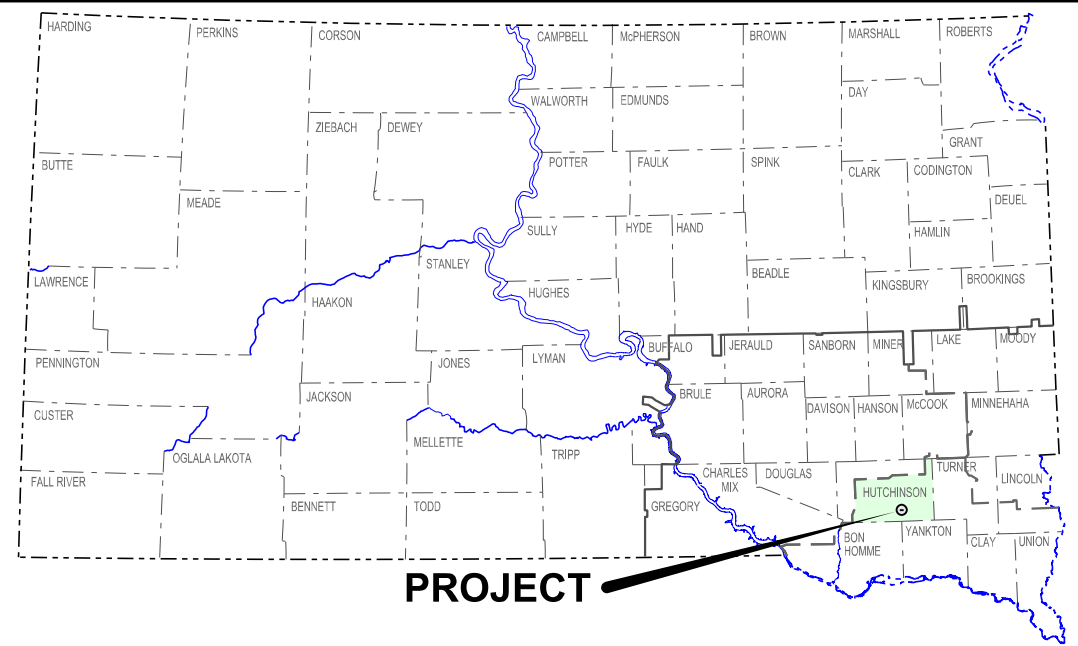 HARDING
PERKINS
CORSON
CAMPBELL
McPHERSON
BROWN
MARSHALL
ROBERTS
WALWORTH
EDMUNDS
DAY
ZIEBACH
DEWEY
GRANT
BUTTE
POTTER
FAULK
SPINK
CLARK
CODINGTON
MEADE
DEUEL
SULLY
HYDE
HAND
HAMLIN
STANLEY
BEADLE
LAWRENCE
HAAKON
HUGHES
KINGSBURY
BROOKINGS
PENNINGTON
JONES
LYMAN
BUFFALO
JERAULD
SANBORN
MINER
LAKE
MOODY
CUSTER
JACKSON
BRULE
AURORA
DAVISON
HANSON
McCOOK
MINNEHAHA
OGLALA LAKOTA
MELLETTE
TRIPP
CHARLES
MIX
DOUGLAS
TURNER
LINCOLN
FALL RIVER
BENNETT
TODD
GREGORY
HUTCHINSON
BON
HOMME
YANKTON
CLAY
UNION
PROJECT